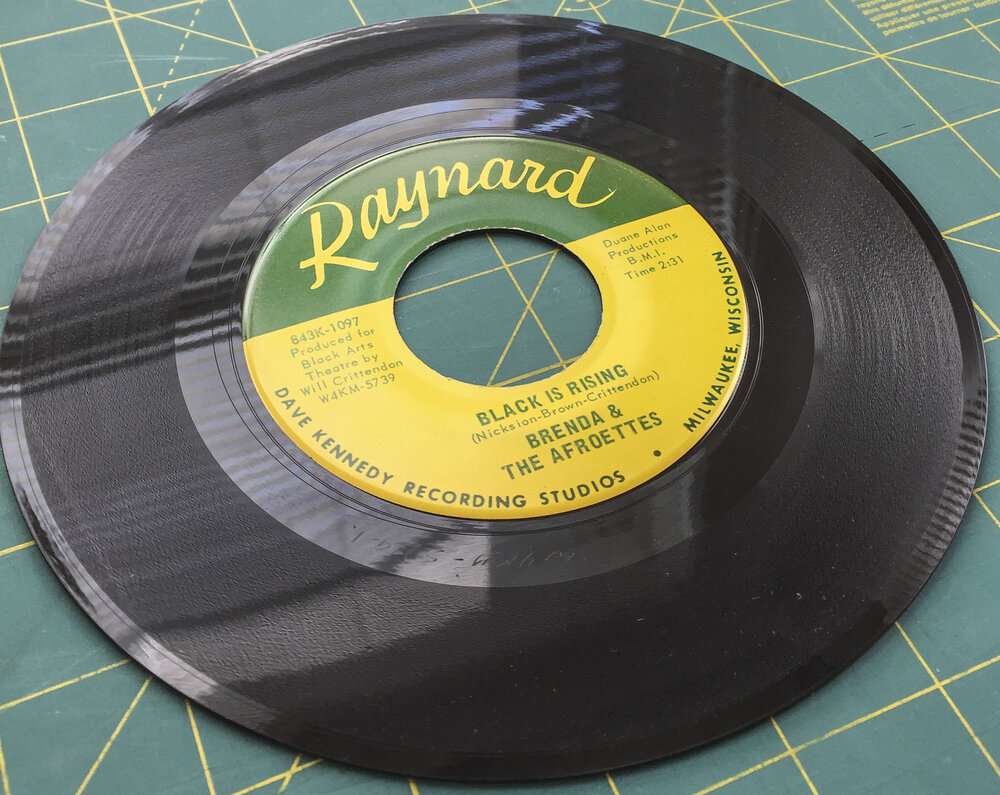 Raynard
Duane Alan
Productions
B.M.I.
Time 2:31
843K-1097
Produced for
Black Arts
Theatre by
Will Crittendon
W4KM-5739
BLACK IS RISING
(Nicksion-Brown-Crittendon)
BRENDA &
THE AFROETTES
DAVE KENNEDY RECORDING STUDIOS • MILWAUKEE, WISCONSIN